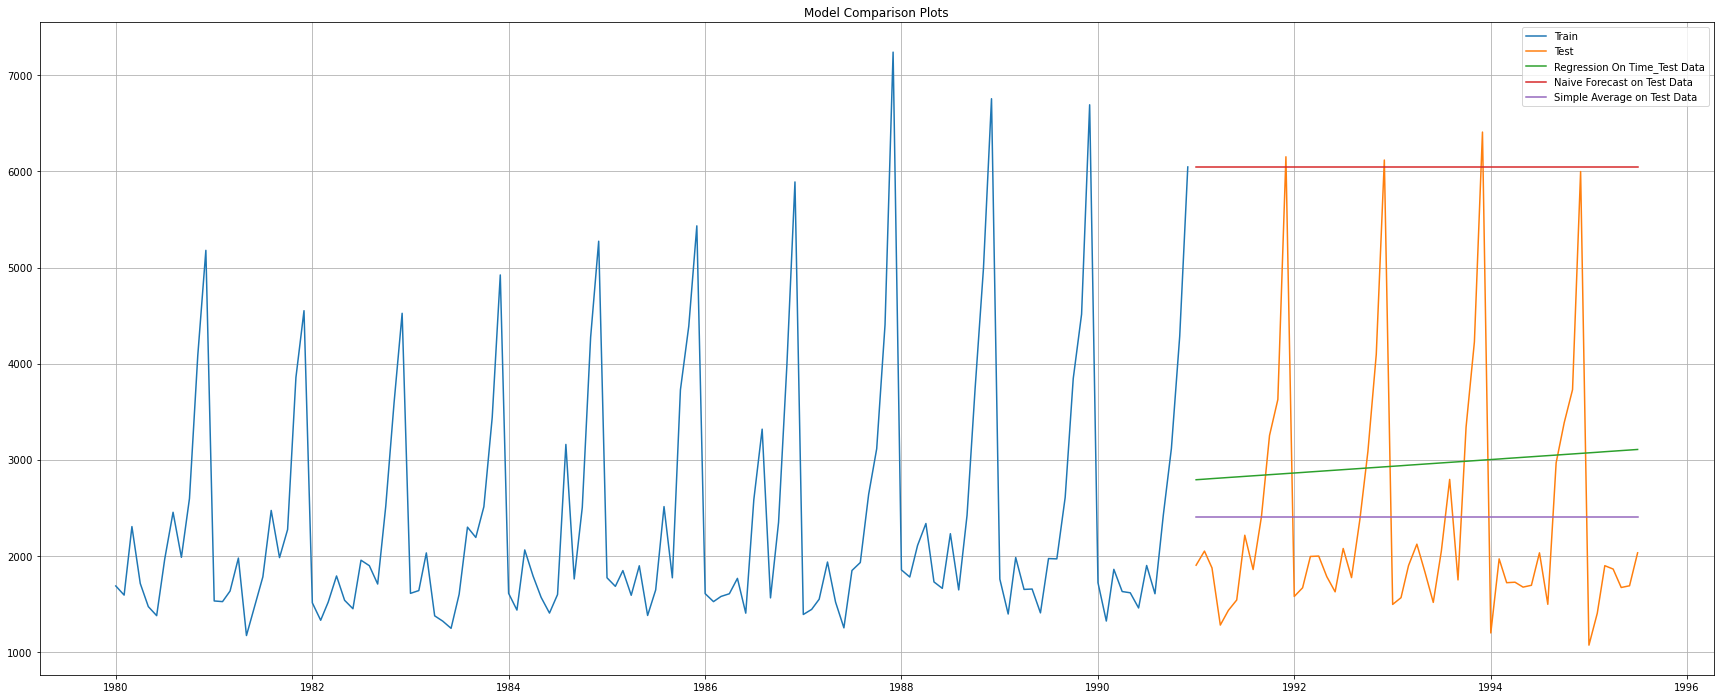 Model Comparison Plots
Train
Test
Regression On Time_Test Data
Naive Forecast on Test Data
Simple Average on Test Data
7000
6000
5000
4000
3000
2000
1000
1980 1982 1984 1986 1988 1990 1992 1994 1996